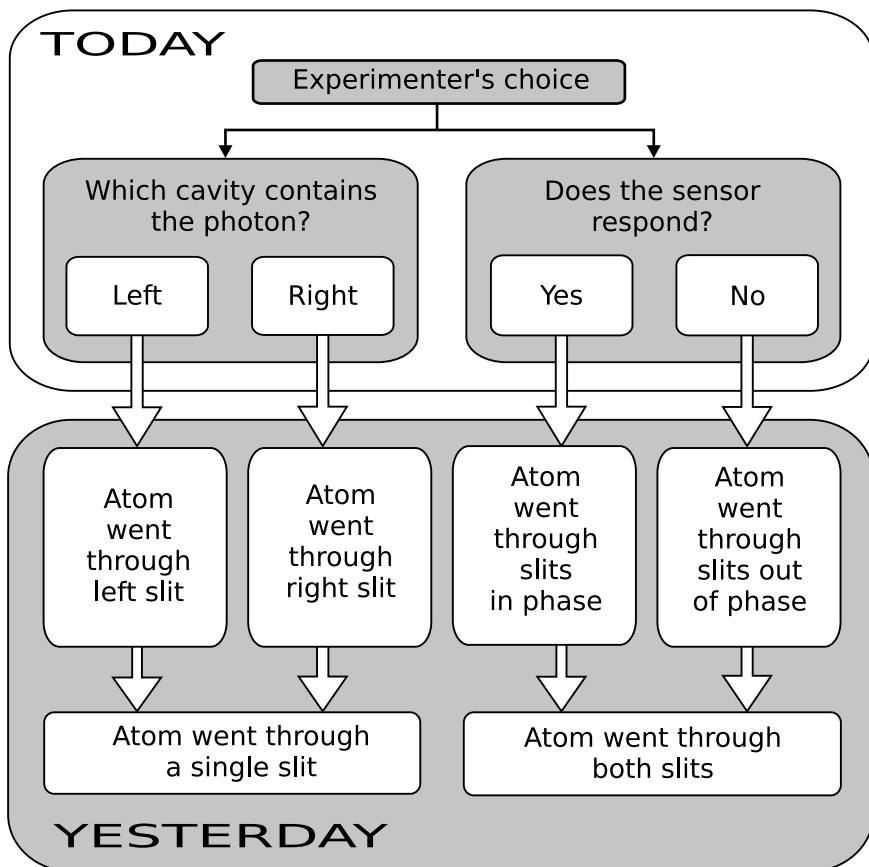 TODAY
Experimenter's choice
Which cavity contains
the photon?
Left
Right
Does the sensor
respond?
Yes
No
Atom
went
through
left slit
Atom
went
through
right slit
Atom
went
through
slits
in phase
Atom
went
through
slits out
of phase
Atom went through
a single slit
Atom went through
both slits
YESTERDAY